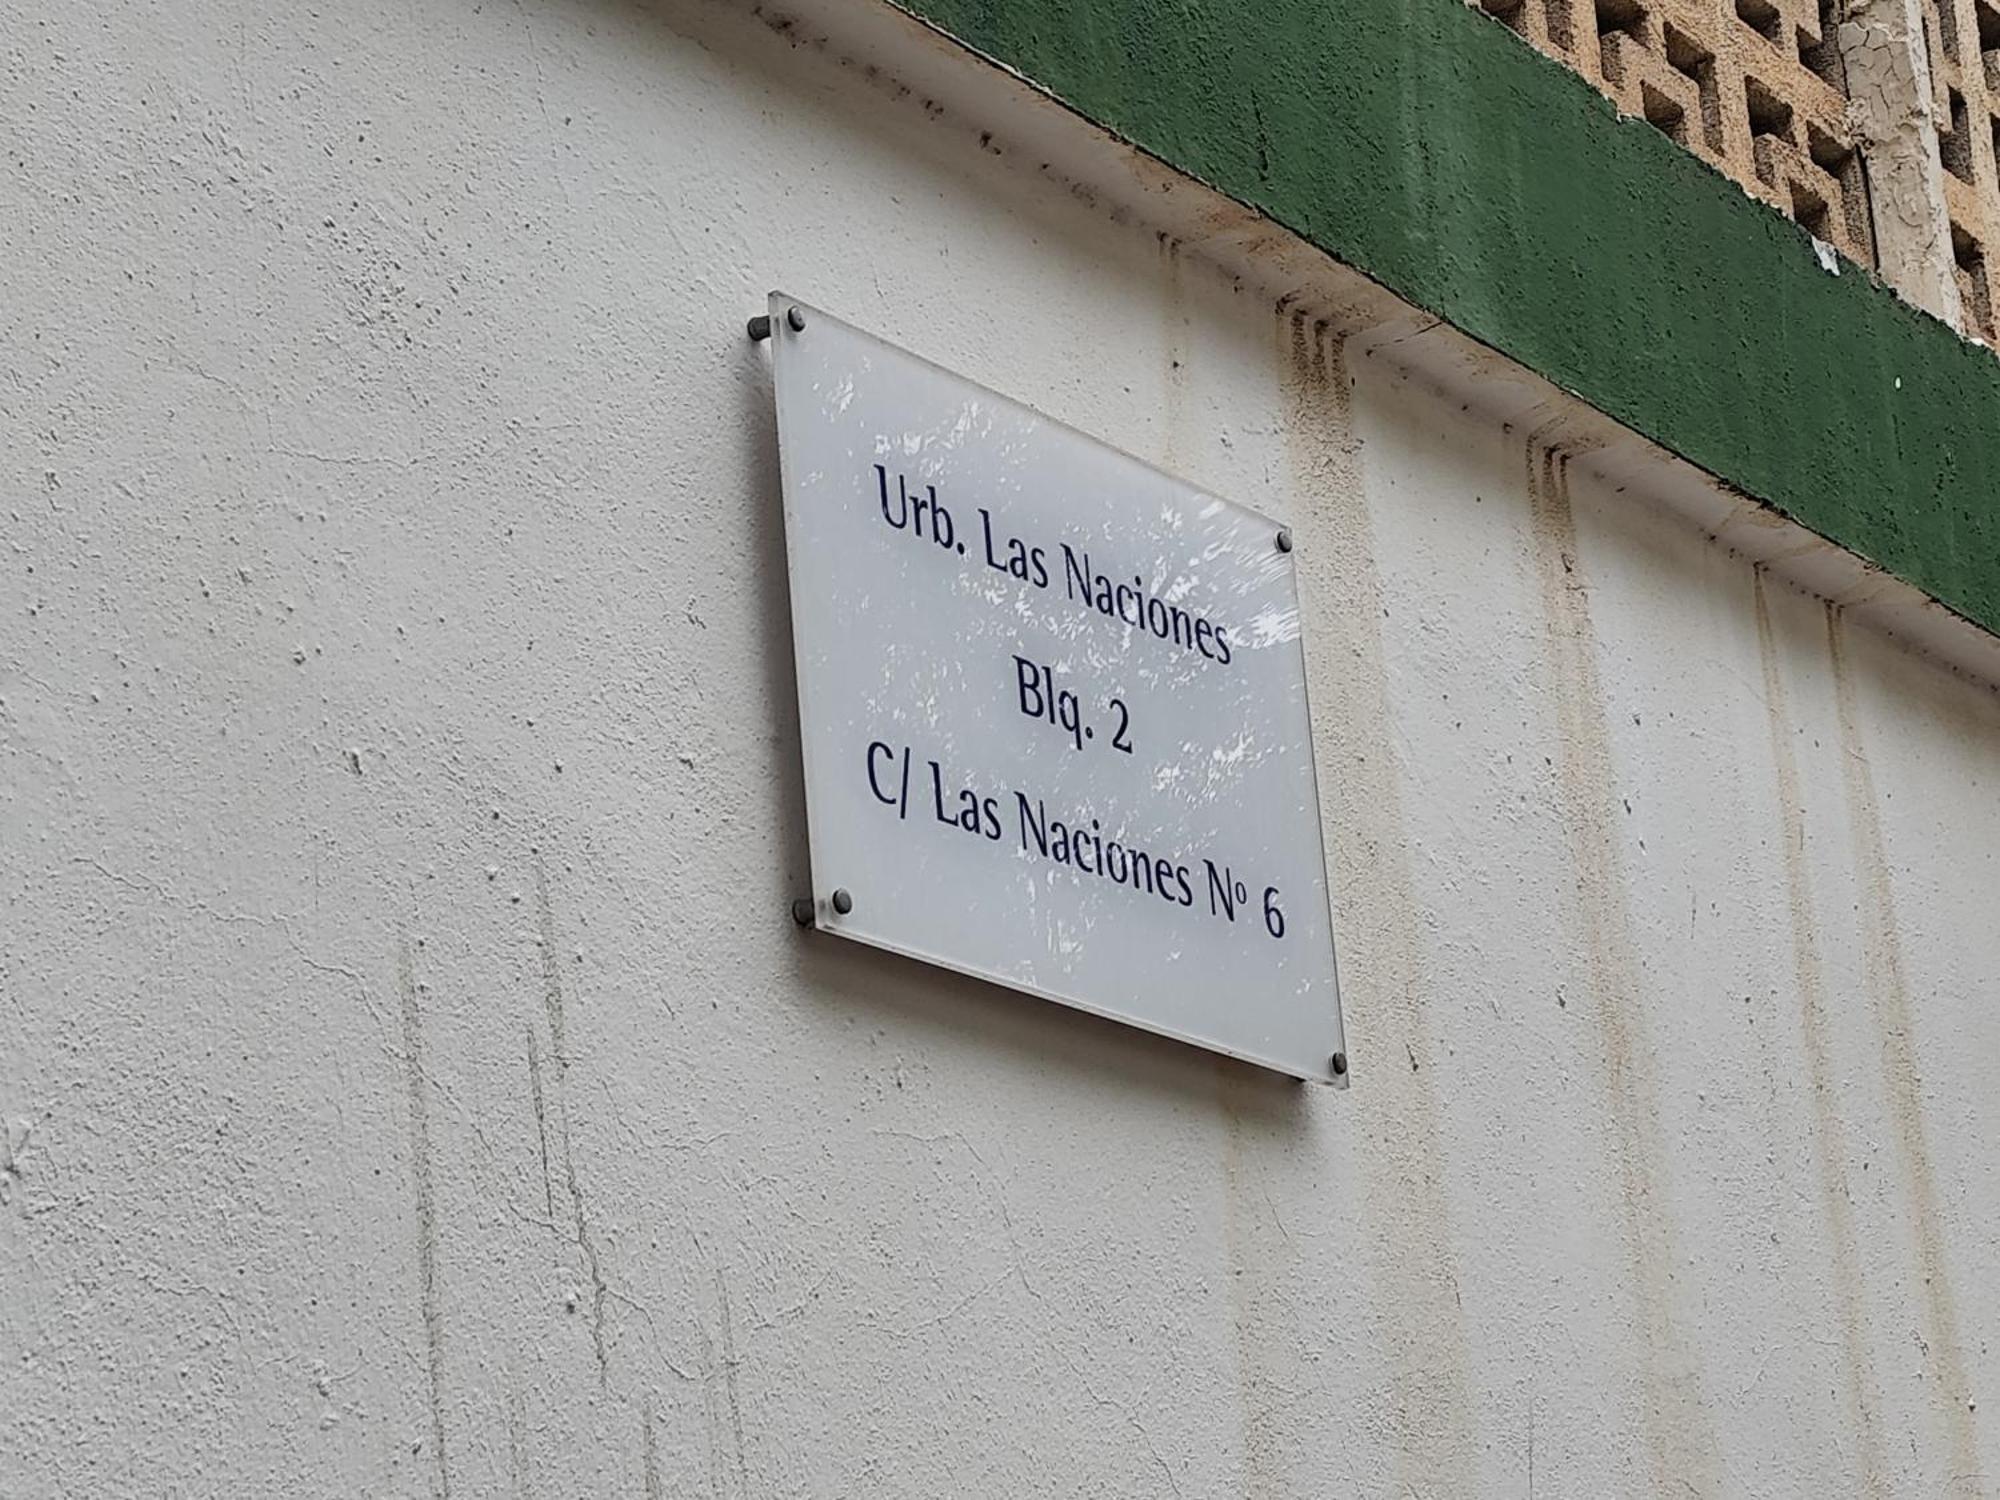 Urb. Las Naciones
Blq. 2
C/ Las Naciones Nº 6